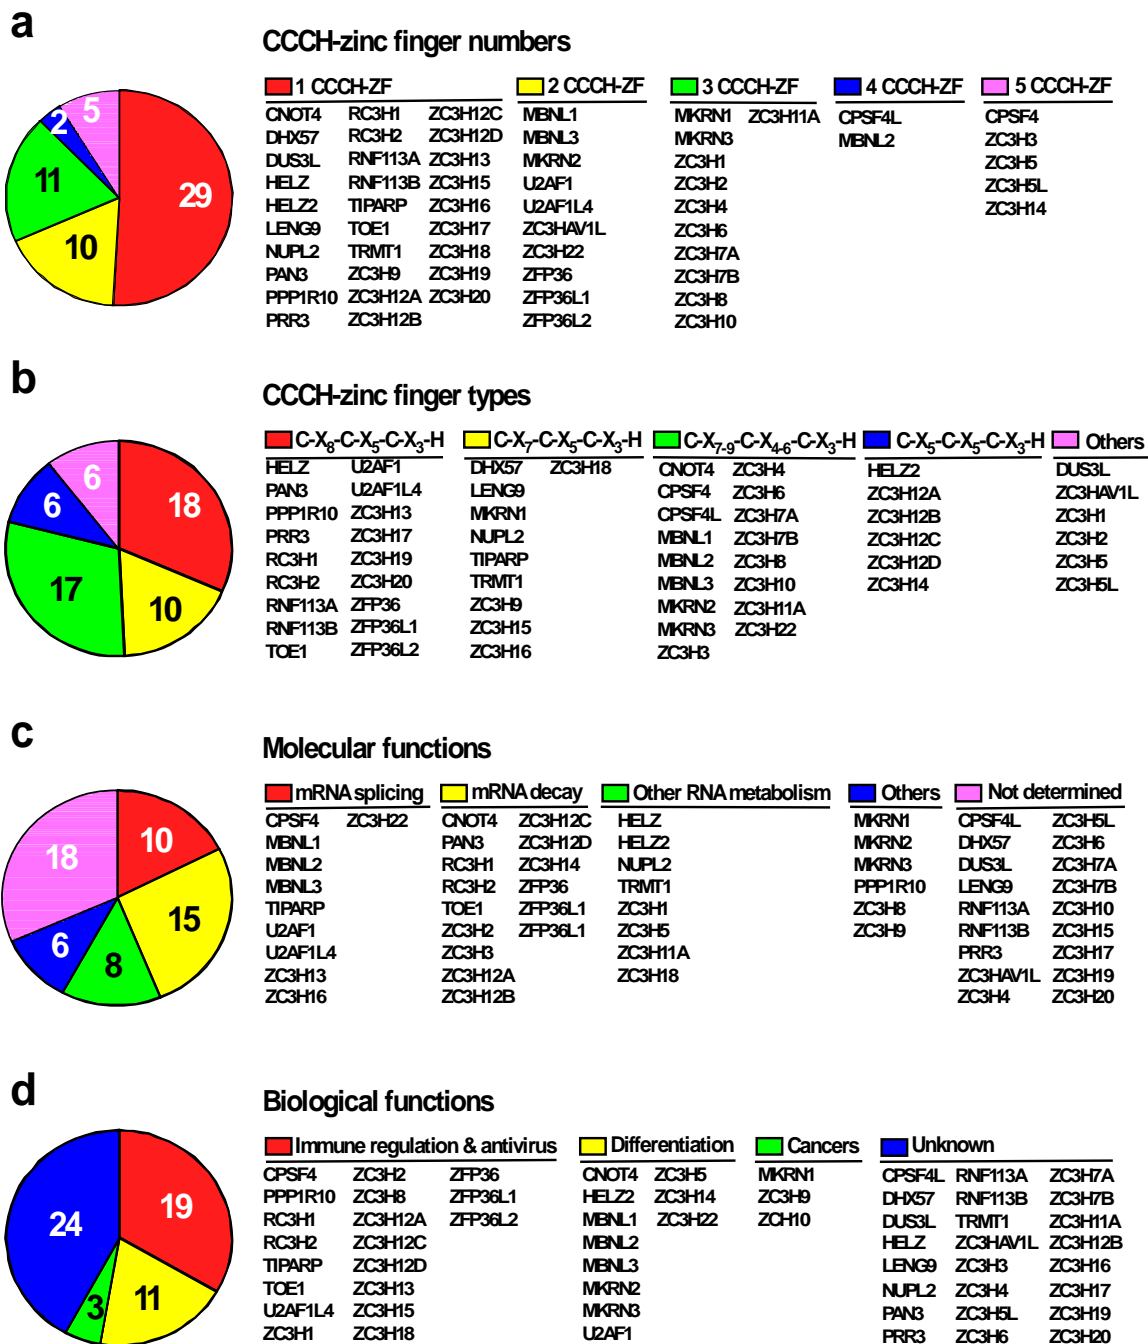 a
CCCH-zinc finger numbers
29
10
11
2
5
1 CCCH-ZF 2 CCCH-ZF 3 CCCH-ZF 4 CCCH-ZF 5 CCCH-ZF
CNOT4 RC3H1 ZC3H12C MBNL1 MKRN1 ZC3H11A CPSF4L CPSF4
DHX57 RC3H2 ZC3H12D MBNL3 MKRN3 MBNL2 ZC3H3
DUS3L RNF113A ZC3H13 MKRN2 ZC3H1 ZC3H5
HELZ RNF113B ZC3H15 U2AF1 ZC3H2 ZC3H5L
HELZ2 TIPARP ZC3H16 U2AF1L4 ZC3H4 ZC3H14
LENG9 TOE1 ZC3H17 ZC3HAV1L ZC3H6
NUPL2 TRMT1 ZC3H18 ZC3H22 ZC3H7A
PAN3 ZC3H9 ZC3H19 ZFP36 ZC3H7B
PPP1R10 ZC3H12A ZC3H20 ZFP36L1 ZC3H8
PRR3 ZC3H12B ZFP36L2 ZC3H10
b
CCCH-zinc finger types
18
10
17
6
6
C-X8-C-X5-C-X3-H C-X7-C-X5-C-X3-H C-X7-9-C-X4-6-C-X3-H C-X5-C-X5-C-X3-H Others
HELZ U2AF1 DHX57 ZC3H18 CNOT4 ZC3H4 HELZ2 DUS3L
PAN3 U2AF1L4 LENG9 CPSF4 ZC3H6 ZC3H12A ZC3HAV1L
PPP1R10 ZC3H13 MKRN1 CPSF4L ZC3H7A ZC3H12B ZC3H1
PRR3 ZC3H17 NUPL2 MBNL1 ZC3H7B ZC3H12C ZC3H2
RC3H1 ZC3H19 TIPARP MBNL2 ZC3H8 ZC3H12D ZC3H5
RC3H2 ZC3H20 TRMT1 MBNL3 ZC3H10 ZC3H14 ZC3H5L
RNF113A ZFP36 ZC3H9 MKRN2 ZC3H11A
RNF113B ZFP36L1 ZC3H15 MKRN3 ZC3H22
TOE1 ZFP36L2 ZC3H16 ZC3H3
c
Molecular functions
10
15
8
6
18
mRNA splicing mRNA decay Other RNA metabolism Others Not determined
CPSF4 ZC3H22 CNOT4 ZC3H12C HELZ MKRN1 CPSF4L ZC3H5L
MBNL1 PAN3 ZC3H12D HELZ2 MKRN2 DHX57 ZC3H6
MBNL2 RC3H1 ZC3H14 NUPL2 MKRN3 DUS3L ZC3H7A
MBNL3 RC3H2 ZFP36 TRMT1 PPP1R10 LENG9 ZC3H7B
TIPARP TOE1 ZFP36L1 ZC3H1 ZC3H8 RNF113A ZC3H10
U2AF1 ZC3H2 ZFP36L1 ZC3H5 ZC3H9 RNF113B ZC3H15
U2AF1L4 ZC3H3 ZC3H11A PRR3 ZC3H17
ZC3H13 ZC3H12A ZC3H18 ZC3HAV1L ZC3H19
ZC3H16 ZC3H12B ZC3H4 ZC3H20
d
Biological functions
19
11
3
24
Immune regulation & antivirus Differentiation Cancers Unknown
CPSF4 ZC3H2 ZFP36 CNOT4 ZC3H5 MKRN1 CPSF4L RNF113A ZC3H7A
PPP1R10 ZC3H8 ZFP36L1 HELZ2 ZC3H14 ZC3H9 DHX57 RNF113B ZC3H7B
RC3H1 ZC3H12A ZFP36L2 MBNL1 ZC3H22 ZCH10 DUS3L TRMT1 ZC3H11A
RC3H2 ZC3H12C MBNL2 HELZ ZC3HAV1L ZC3H12B
TIPARP ZC3H12D MBNL3 LENG9 ZC3H3 ZC3H16
TOE1 ZC3H13 MKRN2 NUPL2 ZC3H4 ZC3H17
U2AF1L4 ZC3H15 MKRN3 PAN3 ZC3H5L ZC3H19
ZC3H1 ZC3H18 U2AF1 PRR3 ZC3H6 ZC3H20